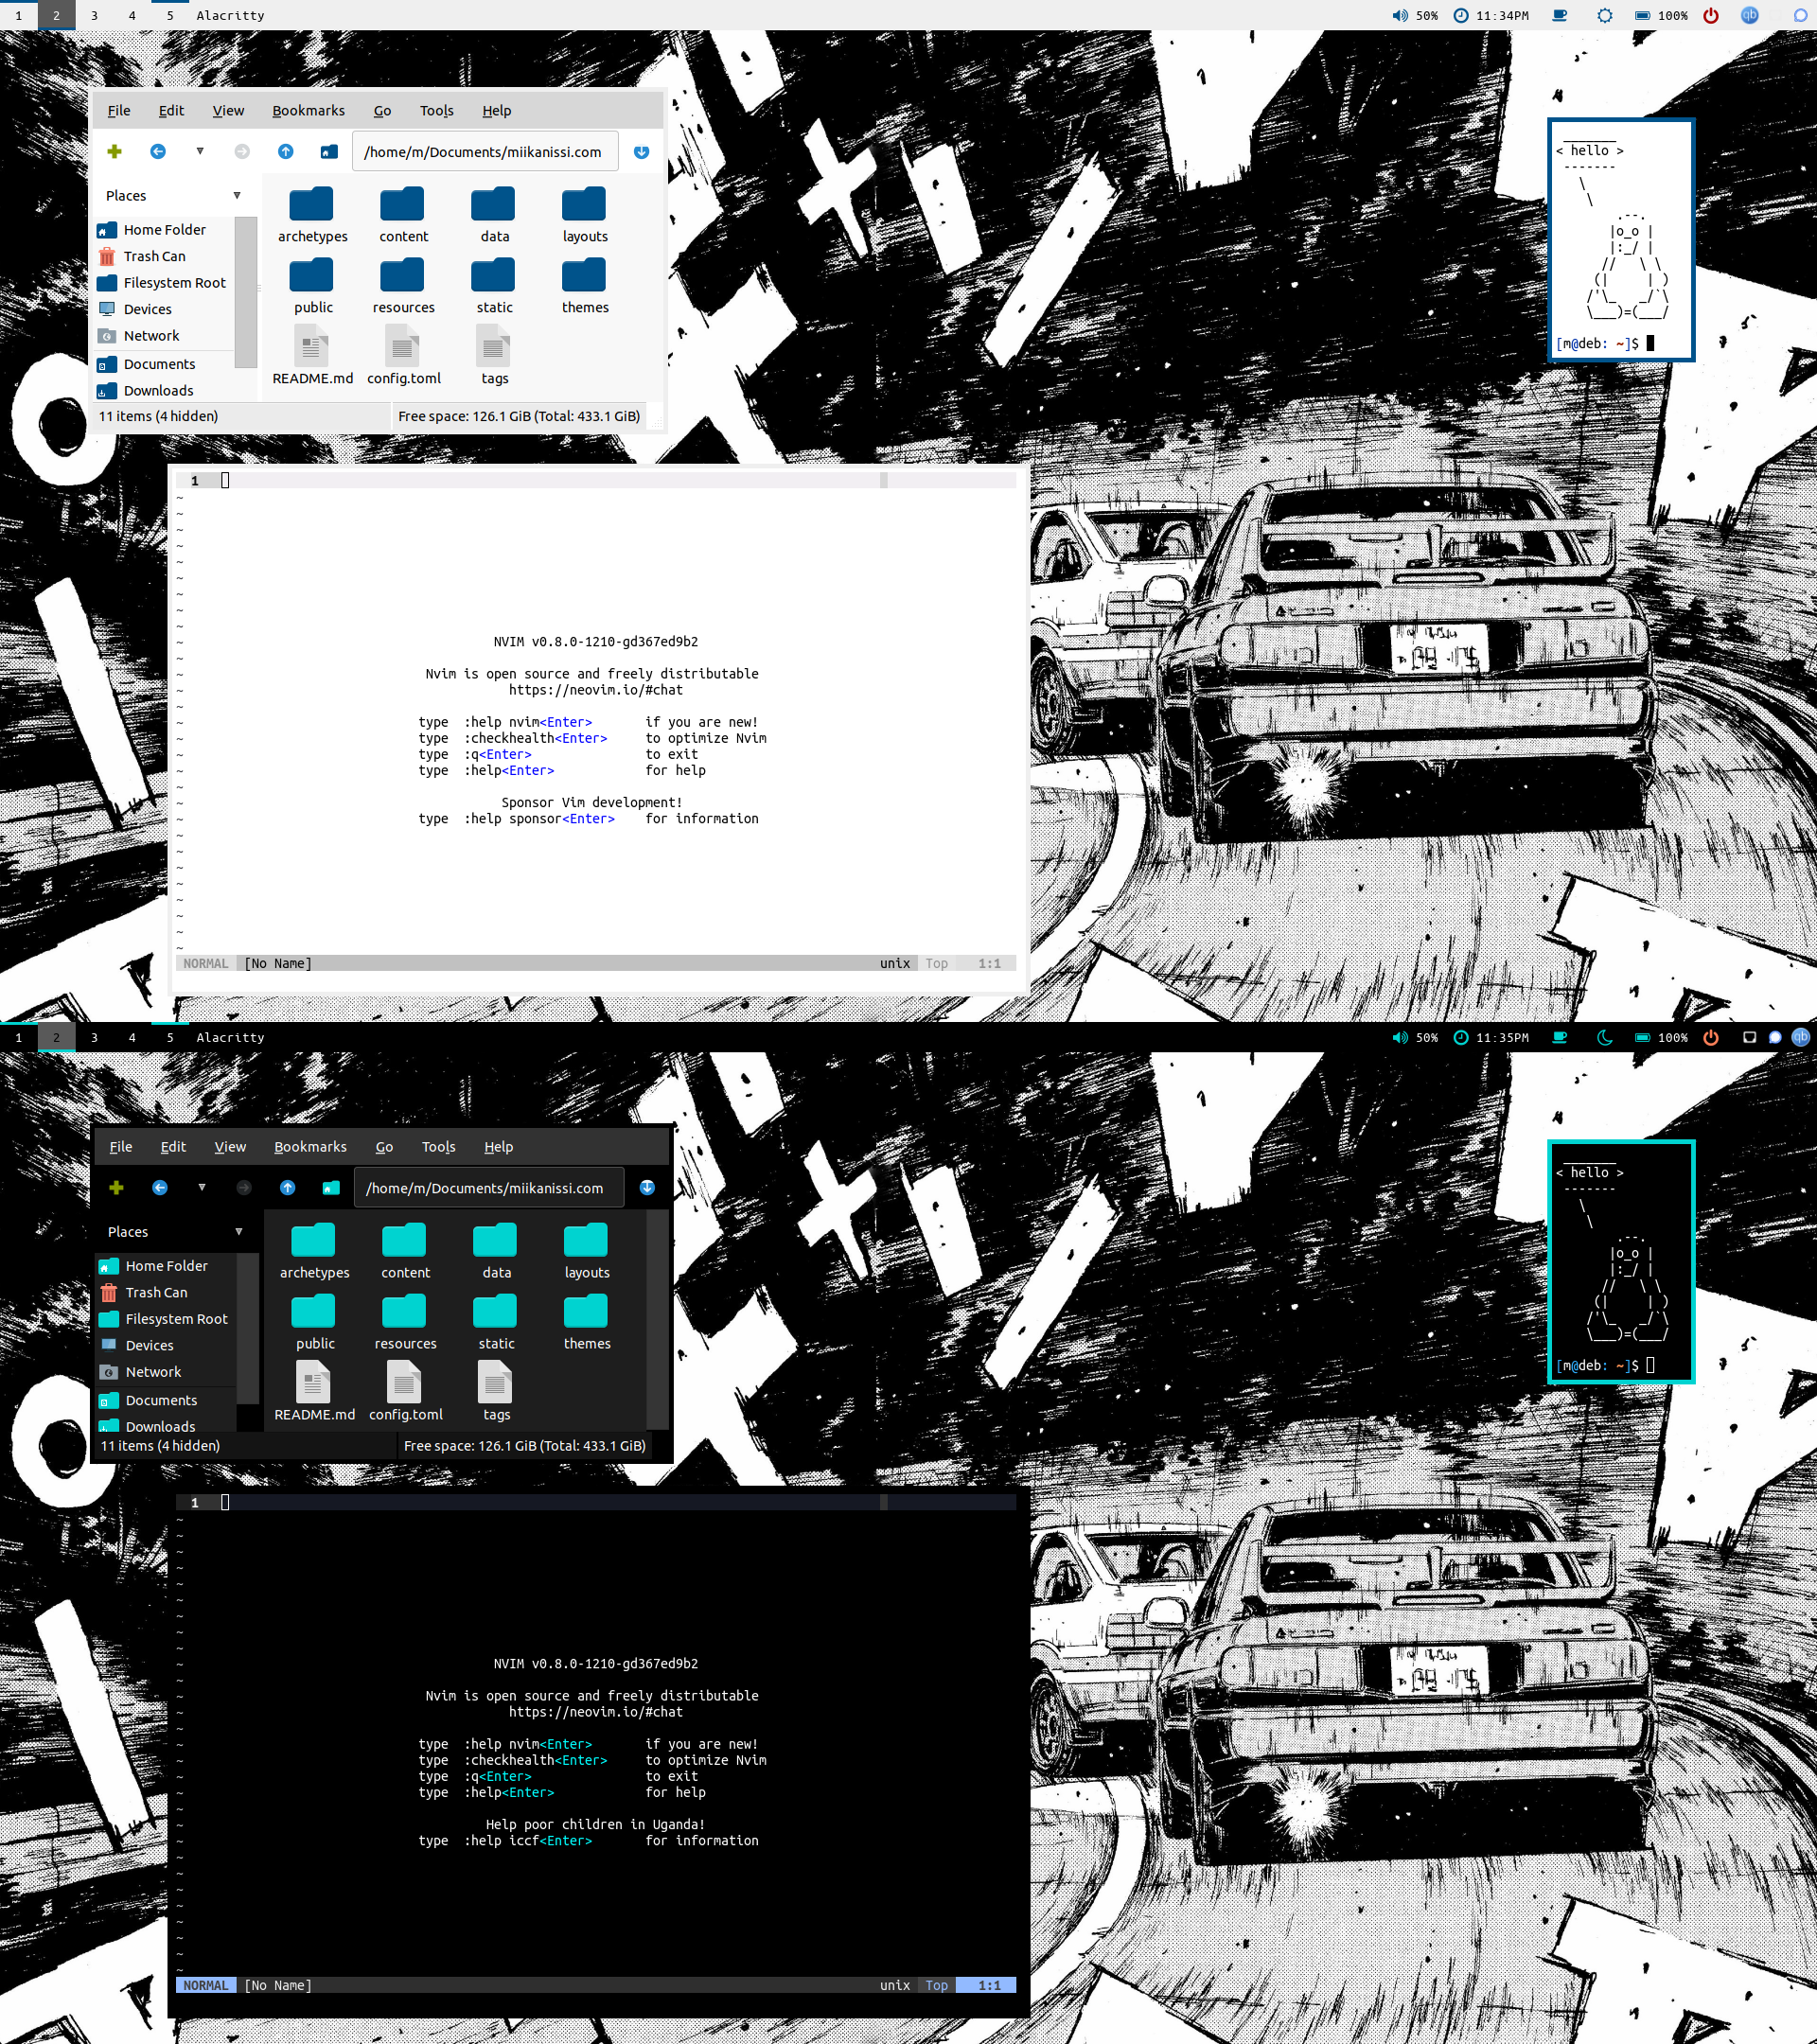 1 2 3 4 5 Alacritty 50% 11:34PM 100% qb
File Edit View Bookmarks Go Tools Help
/home/m/Documents/miikanissi.com
Places
Home Folder
Trash Can
Filesystem Root
Devices
Network
Documents
Downloads
archetypes content data layouts
public resources static themes
README.md config.toml tags
11 items (4 hidden) Free space: 126.1 GiB (Total: 433.1 GiB)
 _______
< hello >
 -------
   \
    \
        .--.
       |o_o |
       |:_/ |
      //   \ \
     (|     | )
    /'\_   _/`\
    \___)=(___/
[m@deb: ~]$
1
NVIM v0.8.0-1210-gd367ed9b2
Nvim is open source and freely distributable
https://neovim.io/#chat
type :help nvim<Enter> if you are new!
type :checkhealth<Enter> to optimize Nvim
type :q<Enter> to exit
type :help<Enter> for help
Sponsor Vim development!
type :help sponsor<Enter> for information
NORMAL [No Name] unix Top 1:1
1 2 3 4 5 Alacritty 50% 11:35PM 100% qb
File Edit View Bookmarks Go Tools Help
/home/m/Documents/miikanissi.com
Places
Home Folder
Trash Can
Filesystem Root
Devices
Network
Documents
Downloads
archetypes content data layouts
public resources static themes
README.md config.toml tags
11 items (4 hidden) Free space: 126.1 GiB (Total: 433.1 GiB)
 _______
< hello >
 -------
   \
    \
        .--.
       |o_o |
       |:_/ |
      //   \ \
     (|     | )
    /'\_   _/`\
    \___)=(___/
[m@deb: ~]$
1
NVIM v0.8.0-1210-gd367ed9b2
Nvim is open source and freely distributable
https://neovim.io/#chat
type :help nvim<Enter> if you are new!
type :checkhealth<Enter> to optimize Nvim
type :q<Enter> to exit
type :help<Enter> for help
Help poor children in Uganda!
type :help iccf<Enter> for information
NORMAL [No Name] unix Top 1:1